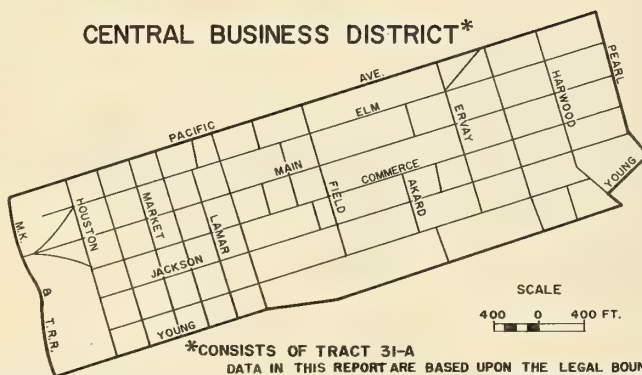 CENTRAL BUSINESS DISTRICT*
PACIFIC AVE.
ELM
MAIN
COMMERCE
JACKSON
YOUNG
M.K. & T.R.R.
HOUSTON
MARKET
LAMAR
FIELD
AKARD
ERVAY
HARWOOD
PEARL
YOUNG
SCALE
400 0 400 FT.
*CONSISTS OF TRACT 31-A
DATA IN THIS REPORT ARE BASED UPON THE LEGAL BOUN